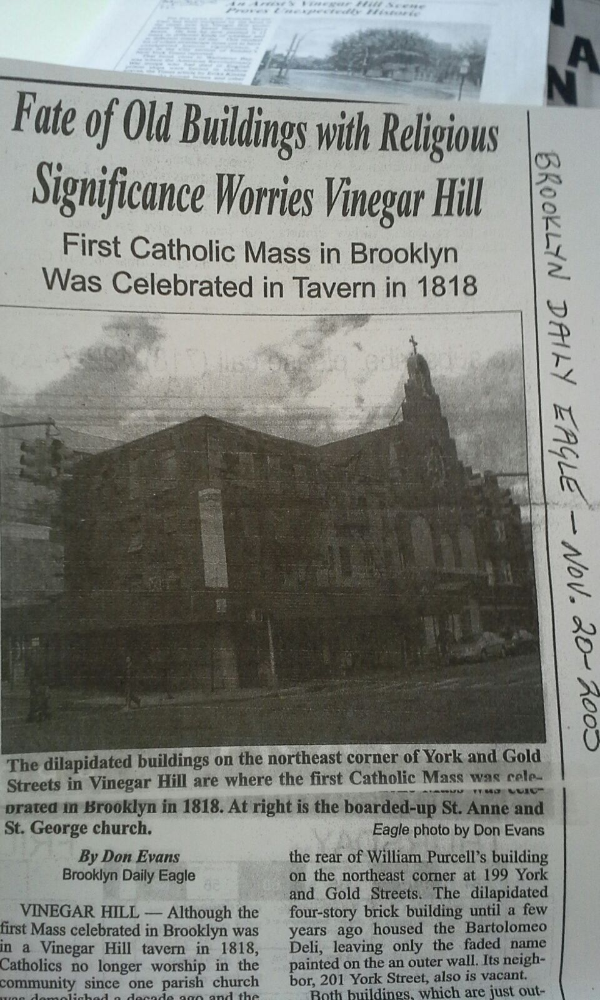 An Artist's Vinegar Hill Scene
Proves Unexpectedly Historic
Fate of Old Buildings with Religious
Significance Worries Vinegar Hill
First Catholic Mass in Brooklyn
Was Celebrated in Tavern in 1818
BROOKLYN DAILY EAGLE – NOV. 20-
The dilapidated buildings on the northeast corner of York and Gold
Streets in Vinegar Hill are where the first Catholic Mass was cele-
brated in Brooklyn in 1818. At right is the boarded-up St. Anne and
St. George church.
Eagle photo by Don Evans
By Don Evans
Brooklyn Daily Eagle
VINEGAR HILL — Although the
first Mass celebrated in Brooklyn was
in a Vinegar Hill tavern in 1818,
Catholics no longer worship in the
community since one parish church
was demolished a decade ago and the
the rear of William Purcell's building
on the northeast corner at 199 York
and Gold Streets. The dilapidated
four-story brick building until a few
years ago housed the Bartolomeo
Deli, leaving only the faded name
painted on the an outer wall. Its neigh-
bor, 201 York Street, also is vacant.
Both buildings, which are just out-